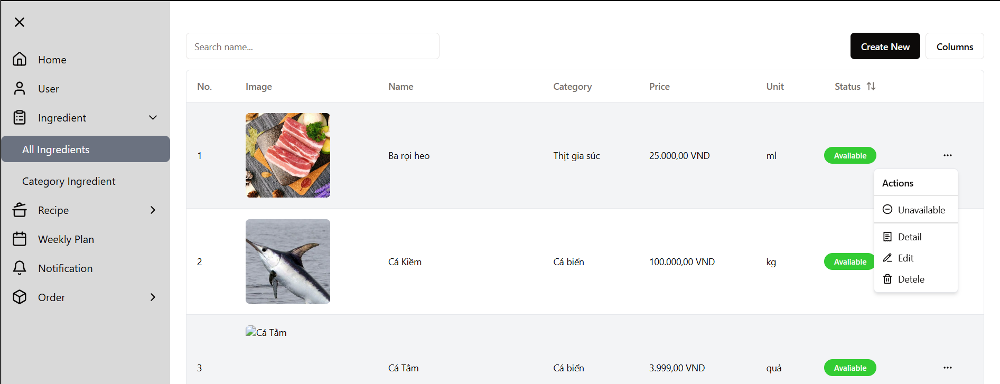 Home
User
Ingredient
All Ingredients
Category Ingredient
Recipe
Weekly Plan
Notification
Order
Search name...
Create New
Columns
No. Image Name Category Price Unit Status
1 Ba rọi heo Thịt gia súc 25.000,00 VND ml Avaliable
Actions
Unavailable
Detail
Edit
Detele
2 Cá Kiềm Cá biển 100.000,00 VND kg Avaliable
Cá Tằm
3 Cá Tằm Cá biển 3.999,00 VND quả Avaliable